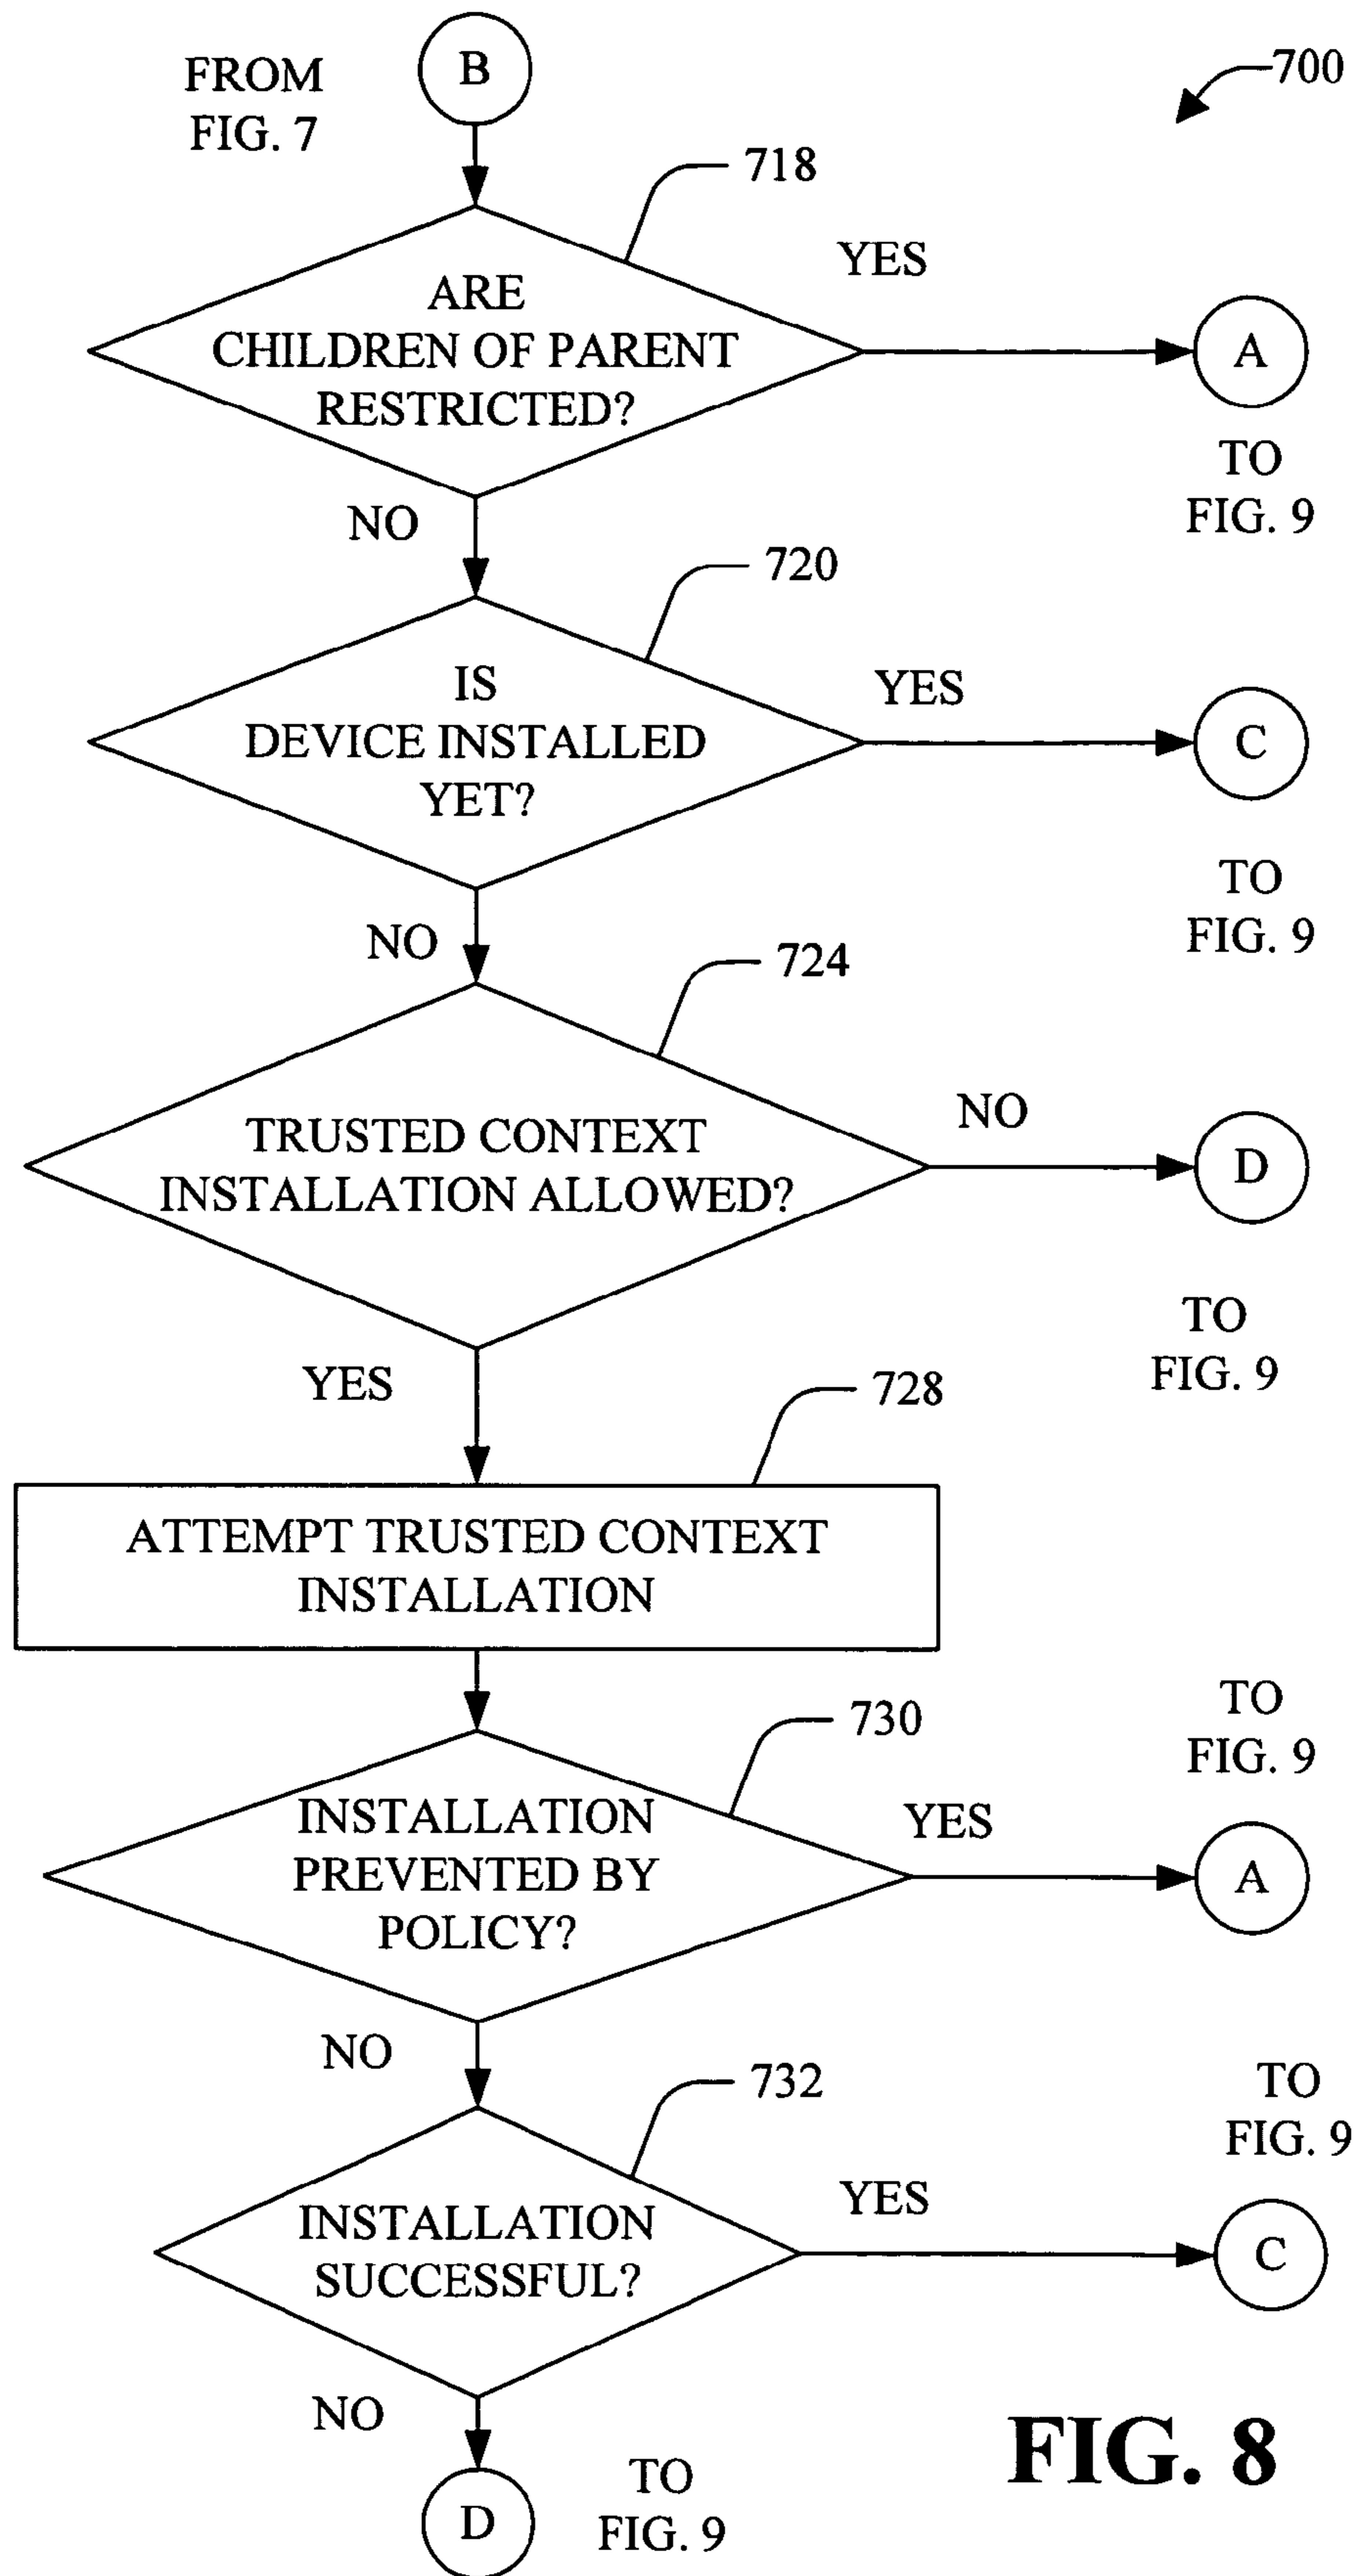 B
FROM
FIG. 7
700
718
ARE
CHILDREN OF PARENT
RESTRICTED?
YES
A
TO
FIG. 9
NO
720
IS
DEVICE INSTALLED
YET?
YES
C
TO
FIG. 9
NO
724
TRUSTED CONTEXT
INSTALLATION ALLOWED?
NO
D
TO
FIG. 9
YES
728
ATTEMPT TRUSTED CONTEXT
INSTALLATION
730
INSTALLATION
PREVENTED BY
POLICY?
YES
TO
FIG. 9
A
NO
732
INSTALLATION
SUCCESSFUL?
YES
TO
FIG. 9
C
NO
D
TO
FIG. 9
FIG. 8